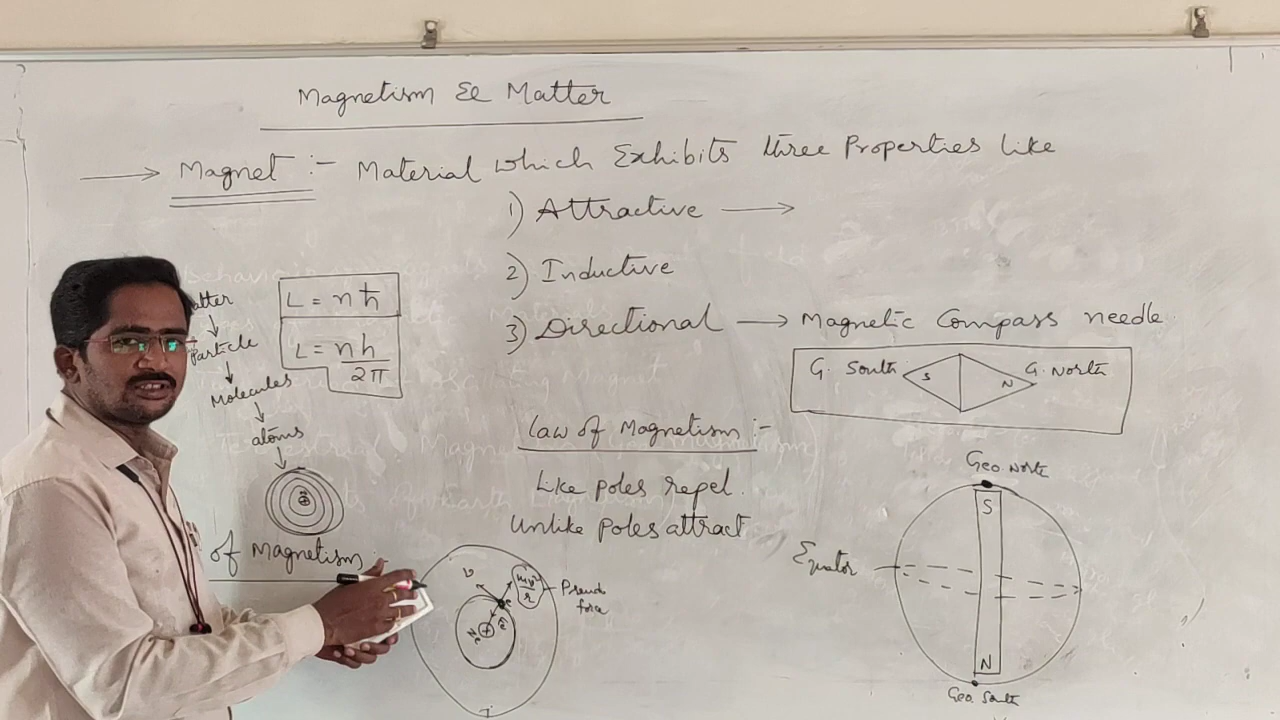 Magnetism & Matter
→ Magnet :- Material which Exhibits three Properties like
1) Attractive →
2) Inductive
3) Directional → Magnetic Compass needle
G. South S N G. North
Particle
Molecules
atoms
L = nħ
L = nh
2π
Law of Magnetism :-
Like poles repel.
Unlike poles attract
of Magnetism
υ
e
r
Pseudo
force
Geo North
S
Equator
N
Geo. South